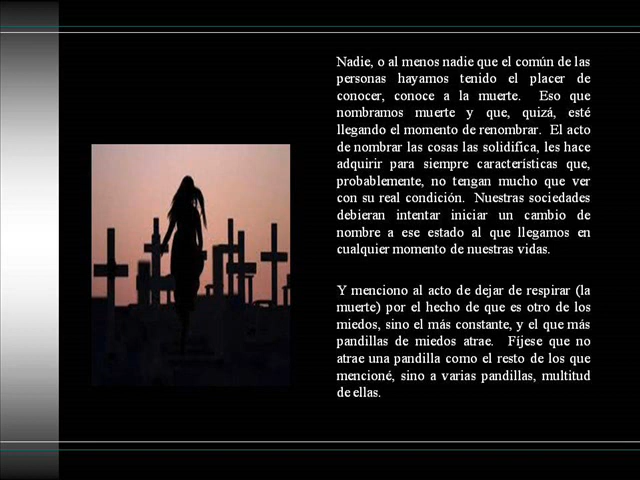 Nadie, o al menos nadie que el común de las
personas hayamos tenido el placer de
conocer, conoce a la muerte.  Eso que
nombramos muerte y que, quizá, esté
llegando el momento de renombrar.  El acto
de nombrar las cosas las solidifica, les hace
adquirir para siempre características que,
probablemente, no tengan mucho que ver
con su real condición.  Nuestras sociedades
debieran intentar iniciar un cambio de
nombre a ese estado al que llegamos en
cualquier momento de nuestras vidas.
Y menciono al acto de dejar de respirar (la
muerte) por el hecho de que es otro de los
miedos, sino el más constante, y el que más
pandillas de miedos atrae.  Fíjese que no
atrae una pandilla como el resto de los que
mencioné, sino a varias pandillas, multitud
de ellas.